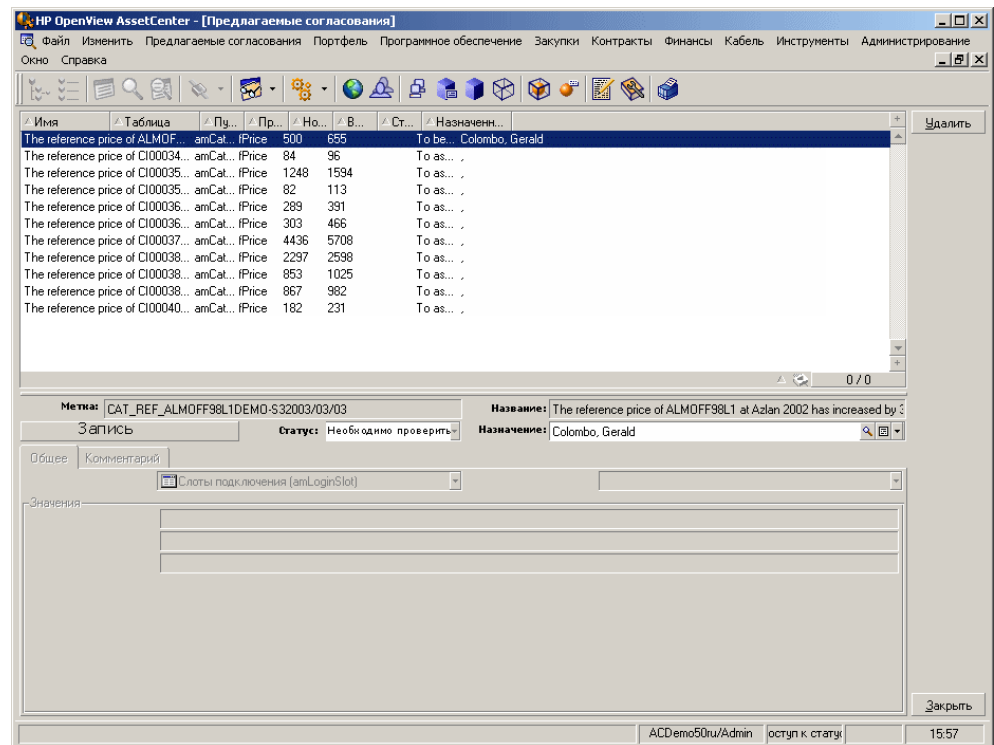 HP OpenView AssetCenter - [Предлагаемые согласования]
Файл Изменить Предлагаемые согласования Портфель Программное обеспечение Закупки Контракты Финансы Кабель Инструменты Администрирование
Окно Справка
Имя Таблица Пу... Пр... Но... В... Ст... Назначенн...
Удалить
The reference price of ALMOF... amCat... fPrice 500 655 To be... Colombo, Gerald
The reference price of CI00034... amCat... fPrice 84 96 To as... ,
The reference price of CI00035... amCat... fPrice 1248 1594 To as... ,
The reference price of CI00035... amCat... fPrice 82 113 To as... ,
The reference price of CI00036... amCat... fPrice 289 391 To as... ,
The reference price of CI00036... amCat... fPrice 303 466 To as... ,
The reference price of CI00037... amCat... fPrice 4436 5708 To as... ,
The reference price of CI00038... amCat... fPrice 2297 2598 To as... ,
The reference price of CI00038... amCat... fPrice 853 1025 To as... ,
The reference price of CI00038... amCat... fPrice 867 982 To as... ,
The reference price of CI00040... amCat... fPrice 182 231 To as... ,
0 / 0
Метка: CAT_REF_ALMOFF98L1DEMO-S32003/03/03 Название: The reference price of ALMOFF98L1 at Azlan 2002 has increased by
Запись Статус: Необходимо проверить Назначение: Colombo, Gerald
Общее Комментарий
Слоты подключения (amLoginSlot)
Значения
Закрыть
ACDemo50ru/Admin оступ к стату 15:57